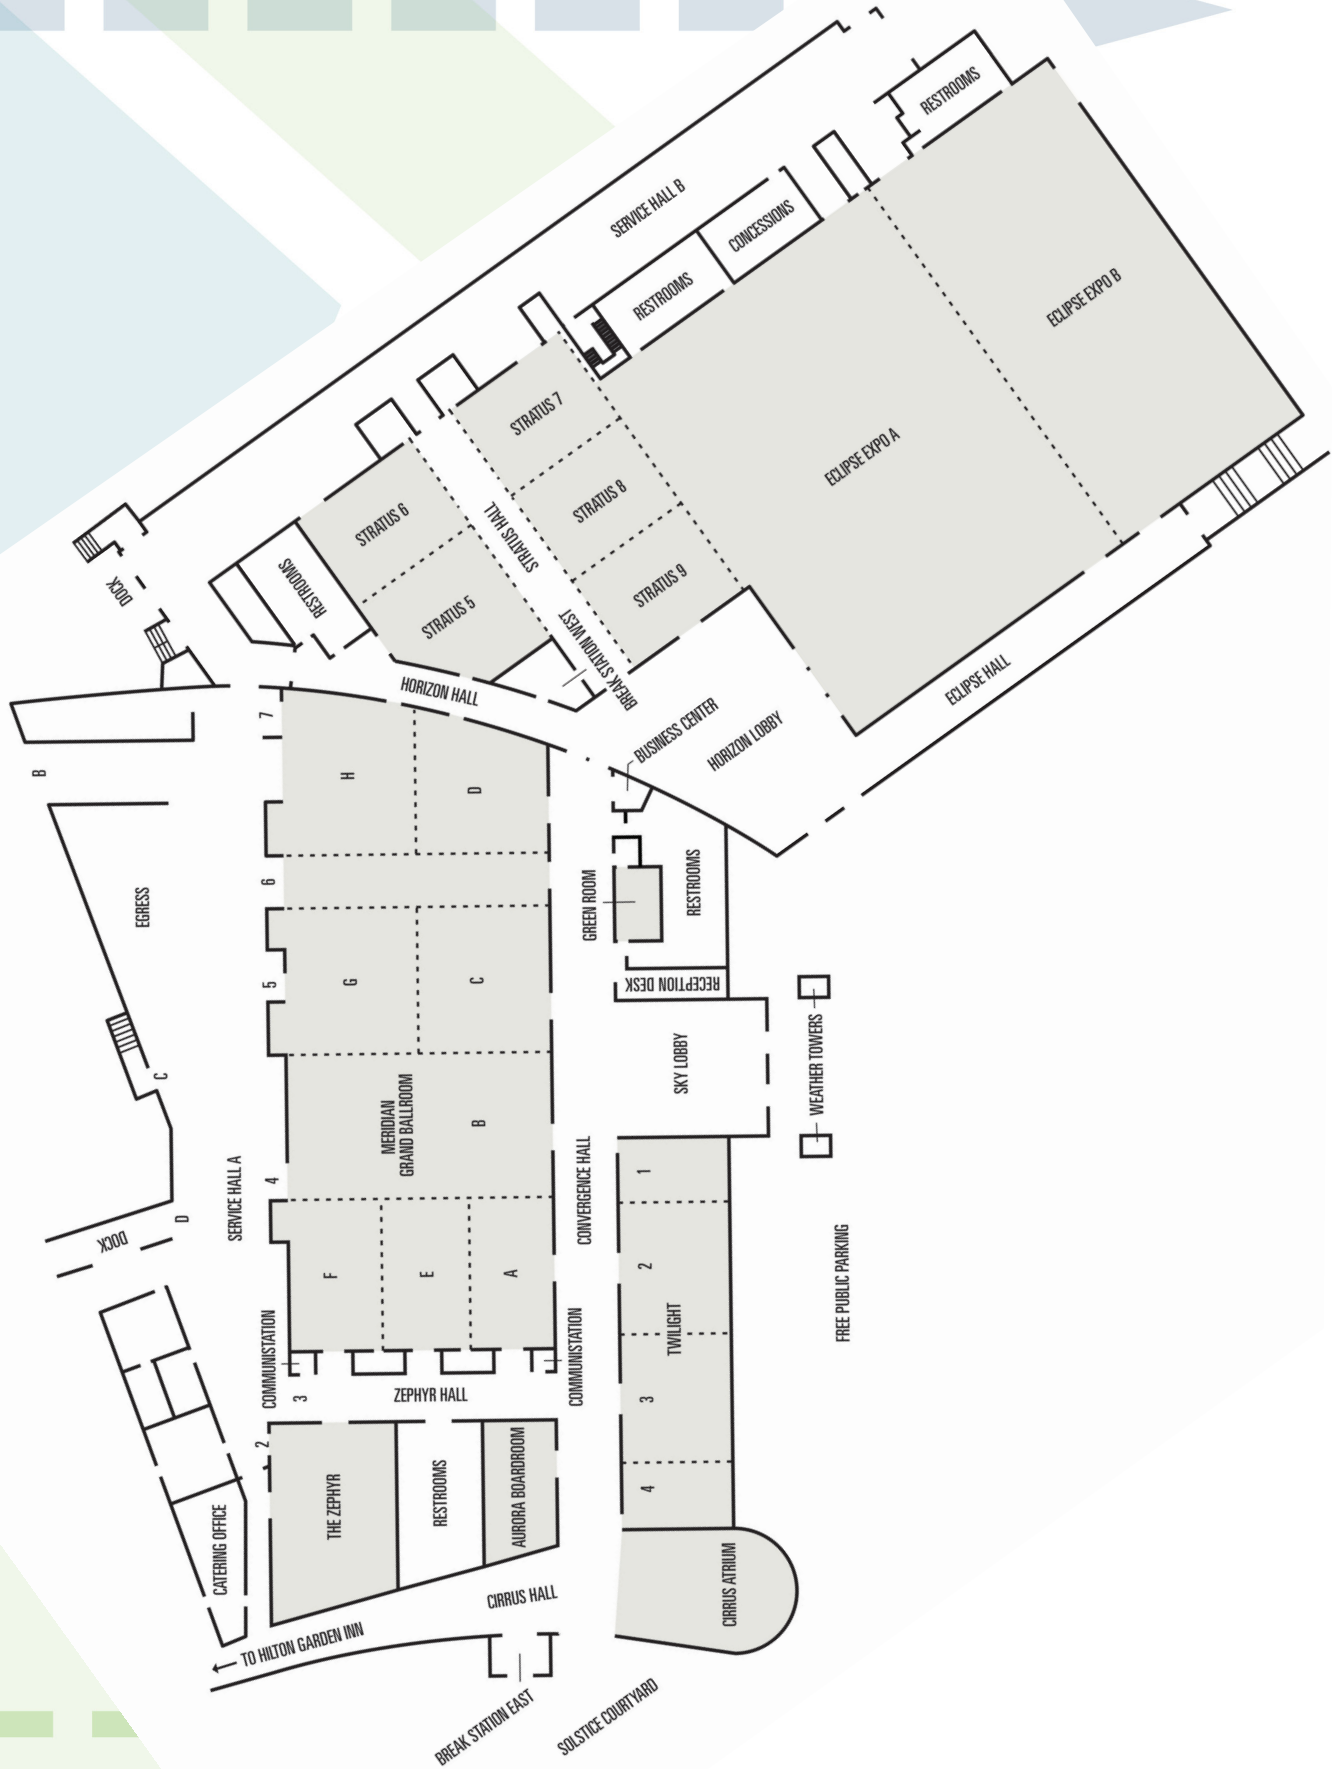 RESTROOMS
SERVICE HALL B
CONCESSIONS
RESTROOMS
ECLIPSE EXPO B
STRATUS 7
ECLIPSE EXPO A
STRATUS 6
STRATUS 8
STRATUS HALL
DOCK
RESTROOMS
STRATUS 5
STRATUS 9
BREAK STATION WEST
HORIZON HALL
ECLIPSE HALL
7
BUSINESS CENTER
HORIZON LOBBY
B
H
D
6
EGRESS
GREEN ROOM
RESTROOMS
5
G
C
RECEPTION DESK
C
SKY LOBBY
WEATHER TOWERS
MERIDIAN
GRAND BALLROOM
B
SERVICE HALL A
4
CONVERGENCE HALL
1
D
DOCK
F
E
A
2
TWILIGHT
FREE PUBLIC PARKING
COMMUNISTATION
3
ZEPHYR HALL
COMMUNISTATION
3
2
THE ZEPHYR
RESTROOMS
AURORA BOARDROOM
4
CATERING OFFICE
CIRRUS HALL
CIRRUS ATRIUM
TO HILTON GARDEN INN
BREAK STATION EAST
SOLSTICE COURTYARD